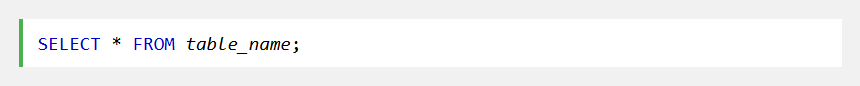 SELECT * FROM table_name;